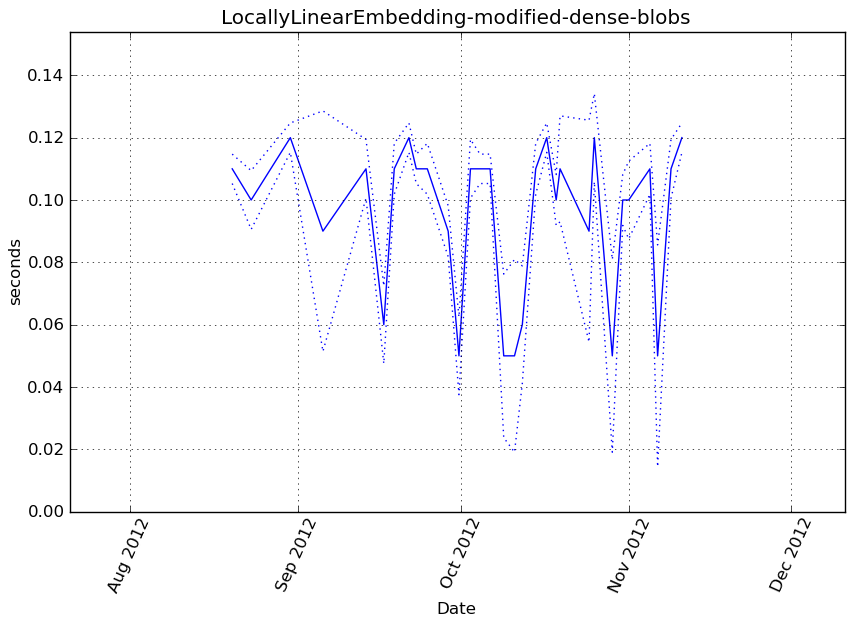 LocallyLinearEmbedding-modified-dense-blobs
0.14
0.12
0.10
0.08
0.06
0.04
0.02
0.00
seconds
Aug 2012
Sep 2012
Oct 2012
Nov 2012
Dec 2012
Date